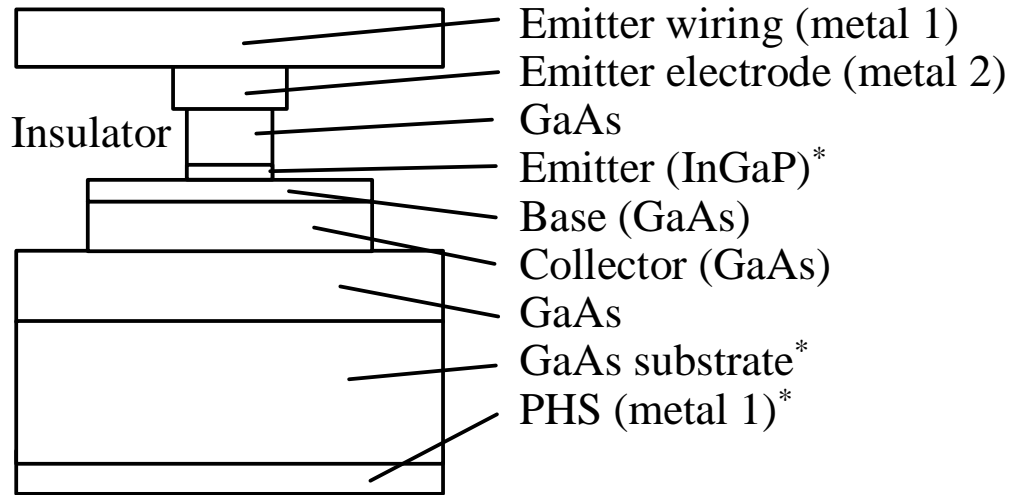 Emitter wiring (metal 1)
Emitter electrode (metal 2)
Insulator
GaAs
Emitter (InGaP)*
Base (GaAs)
Collector (GaAs)
GaAs
GaAs substrate*
PHS (metal 1)*